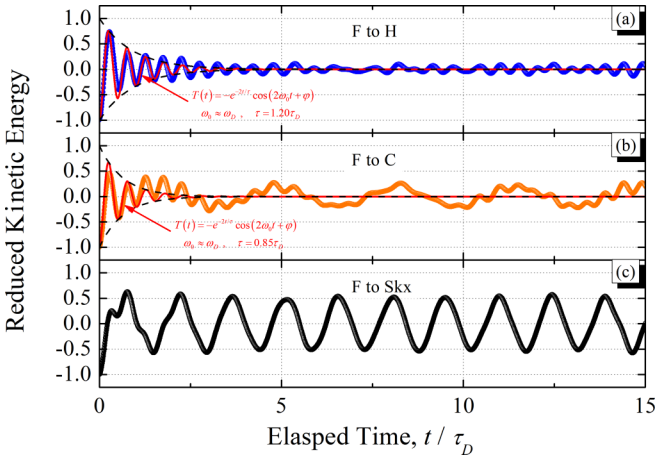 1.0
0.5
0.0
-0.5
-1.0
F to H
(a)
T(t)=-e^{-2t/τ}cos(2ω₀t+φ)
ω₀≈ω_D , τ=1.20τ_D
1.0
0.5
0.0
-0.5
-1.0
F to C
(b)
T(t)=-e^{-2t/τ}cos(2ω₀t+φ)
ω₀≈ω_D , τ=0.85τ_D
1.0
0.5
0.0
-0.5
-1.0
F to Skx
(c)
Reduced Kinetic Energy
0
5
10
15
Elasped Time, t / τ_D